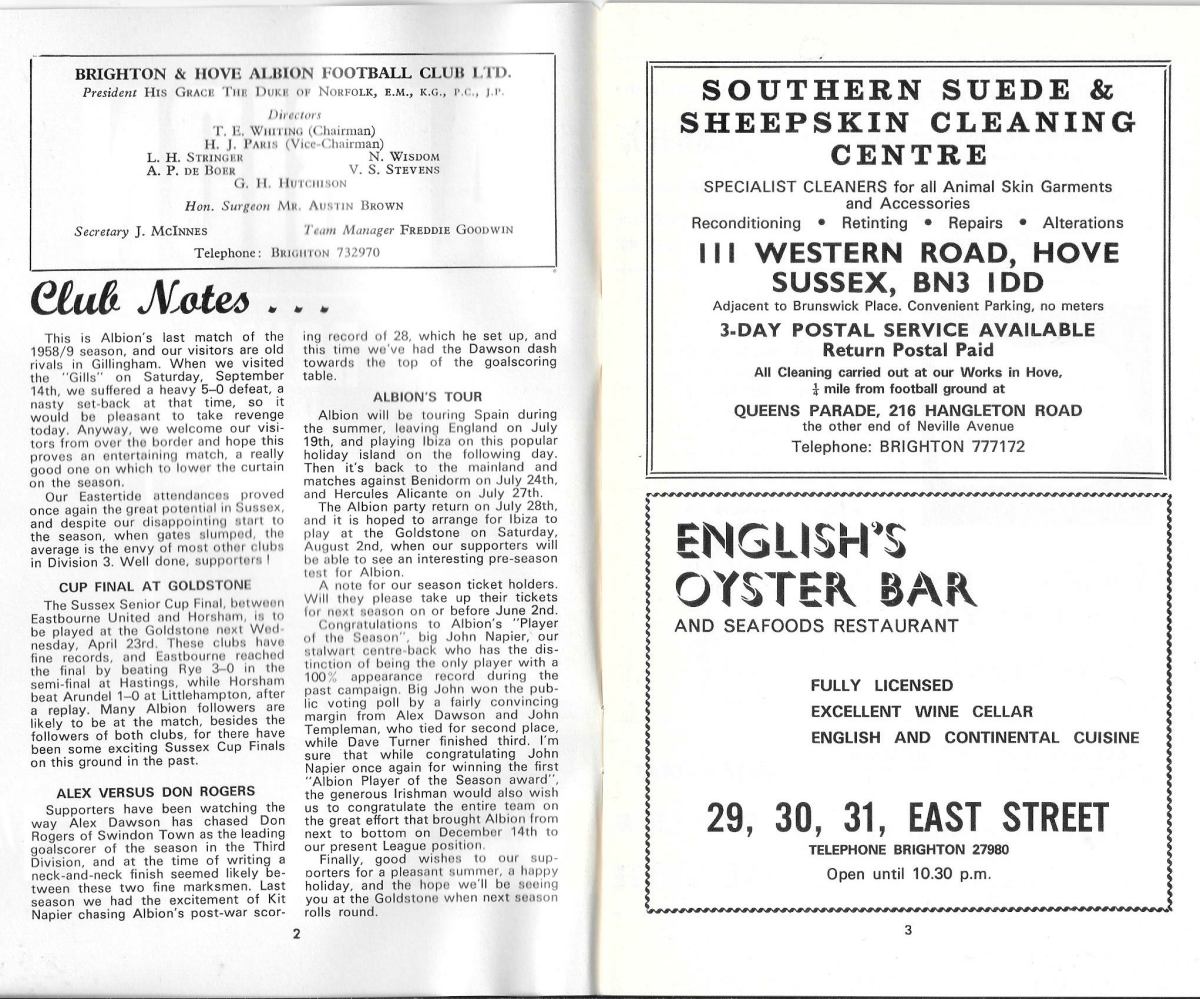 BRIGHTON & HOVE ALBION FOOTBALL CLUB LTD.
President HIS GRACE THE DUKE OF NORFOLK, E.M., K.G., P.C., J.P.
Directors
T. E. WHITING (Chairman)
H. J. PARIS (Vice-Chairman)
L. H. STRINGER N. WISDOM
A. P. DE BOER V. S. STEVENS
G. H. HUTCHISON
Hon. Surgeon MR. AUSTIN BROWN
Secretary J. MCINNES Team Manager FREDDIE GOODWIN
Telephone: BRIGHTON 732970
Club Notes . . .
This is Albion's last match of the
1958/9 season, and our visitors are old
rivals in Gillingham. When we visited
the "Gills" on Saturday, September
14th, we suffered a heavy 5–0 defeat, a
nasty set-back at that time, so it
would be pleasant to take revenge
today. Anyway, we welcome our visi-
tors from over the border and hope this
proves an entertaining match, a really
good one on which to lower the curtain
on the season.
Our Eastertide attendances proved
once again the great potential in Sussex,
and despite our disappointing start to
the season, when gates slumped, the
average is the envy of most other clubs
in Division 3. Well done, supporters !
CUP FINAL AT GOLDSTONE
The Sussex Senior Cup Final, between
Eastbourne United and Horsham, is to
be played at the Goldstone next Wed-
nesday, April 23rd. These clubs have
fine records, and Eastbourne reached
the final by beating Rye 3–0 in the
semi-final at Hastings, while Horsham
beat Arundel 1–0 at Littlehampton, after
a replay. Many Albion followers are
likely to be at the match, besides the
followers of both clubs, for there have
been some exciting Sussex Cup Finals
on this ground in the past.
ALEX VERSUS DON ROGERS
Supporters have been watching the
way Alex Dawson has chased Don
Rogers of Swindon Town as the leading
goalscorer of the season in the Third
Division, and at the time of writing a
neck-and-neck finish seemed likely be-
tween these two fine marksmen. Last
season we had the excitement of Kit
Napier chasing Albion's post-war scor-
ing record of 28, which he set up, and
this time we've had the Dawson dash
towards the top of the goalscoring
table.
ALBION'S TOUR
Albion will be touring Spain during
the summer, leaving England on July
19th, and playing Ibiza on this popular
holiday island on the following day.
Then it's back to the mainland and
matches against Benidorm on July 24th,
and Hercules Alicante on July 27th.
The Albion party return on July 28th,
and it is hoped to arrange for Ibiza to
play at the Goldstone on Saturday,
August 2nd, when our supporters will
be able to see an interesting pre-season
test for Albion.
A note for our season ticket holders.
Will they please take up their tickets
for next season on or before June 2nd.
Congratulations to Albion's "Player
of the Season", big John Napier, our
stalwart centre-back who has the dis-
tinction of being the only player with a
100% appearance record during the
past campaign. Big John won the pub-
lic voting poll by a fairly convincing
margin from Alex Dawson and John
Templeman, who tied for second place,
while Dave Turner finished third. I'm
sure that while congratulating John
Napier once again for winning the first
"Albion Player of the Season award",
the generous Irishman would also wish
us to congratulate the entire team on
the great effort that brought Albion from
next to bottom on December 14th to
our present League position.
Finally, good wishes to our sup-
porters for a pleasant summer, a happy
holiday, and the hope we'll be seeing
you at the Goldstone when next season
rolls round.
2
SOUTHERN SUEDE &
SHEEPSKIN CLEANING
CENTRE
SPECIALIST CLEANERS for all Animal Skin Garments
and Accessories
Reconditioning • Retinting • Repairs • Alterations
111 WESTERN ROAD, HOVE
SUSSEX, BN3 1DD
Adjacent to Brunswick Place. Convenient Parking, no meters
3-DAY POSTAL SERVICE AVAILABLE
Return Postal Paid
All Cleaning carried out at our Works in Hove,
¼ mile from football ground at
QUEENS PARADE, 216 HANGLETON ROAD
the other end of Neville Avenue
Telephone: BRIGHTON 777172
ENGLISH'S
OYSTER BAR
AND SEAFOODS RESTAURANT
FULLY LICENSED
EXCELLENT WINE CELLAR
ENGLISH AND CONTINENTAL CUISINE
29, 30, 31, EAST STREET
TELEPHONE BRIGHTON 27980
Open until 10.30 p.m.
3